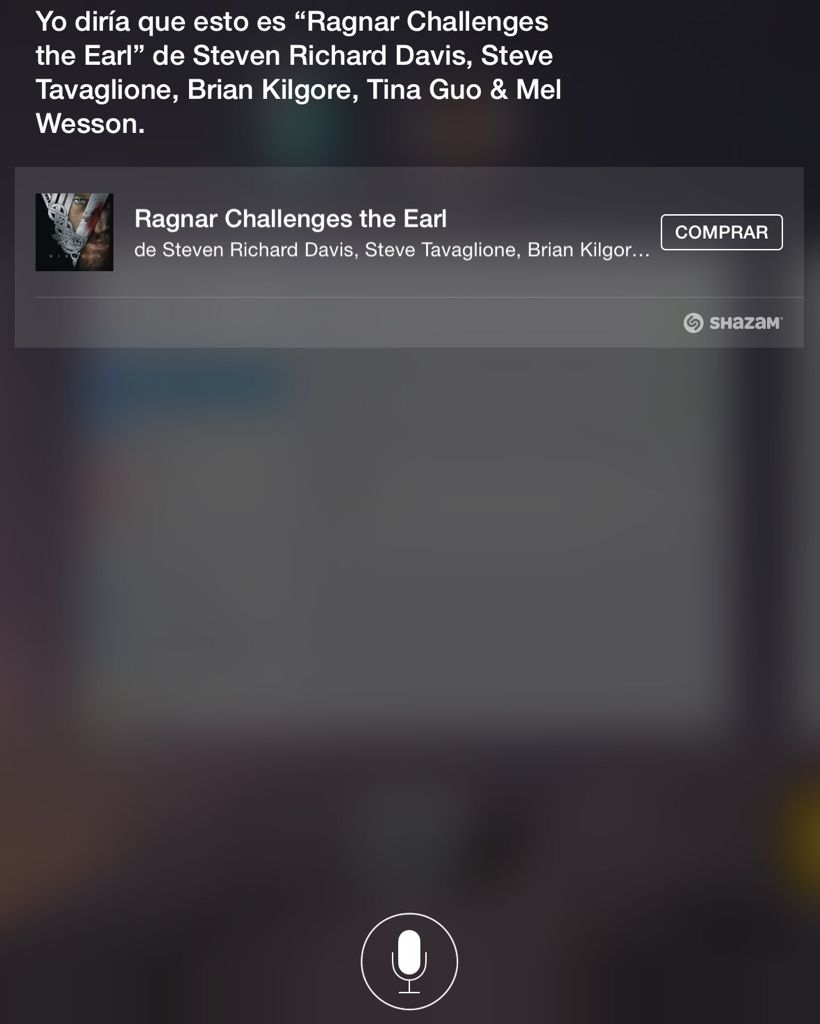 Yo diría que esto es “Ragnar Challenges
the Earl” de Steven Richard Davis, Steve
Tavaglione, Brian Kilgore, Tina Guo & Mel
Wesson.
Ragnar Challenges the Earl
de Steven Richard Davis, Steve Tavaglione, Brian Kilgor…
COMPRAR
VIKINGS
SHAZAM